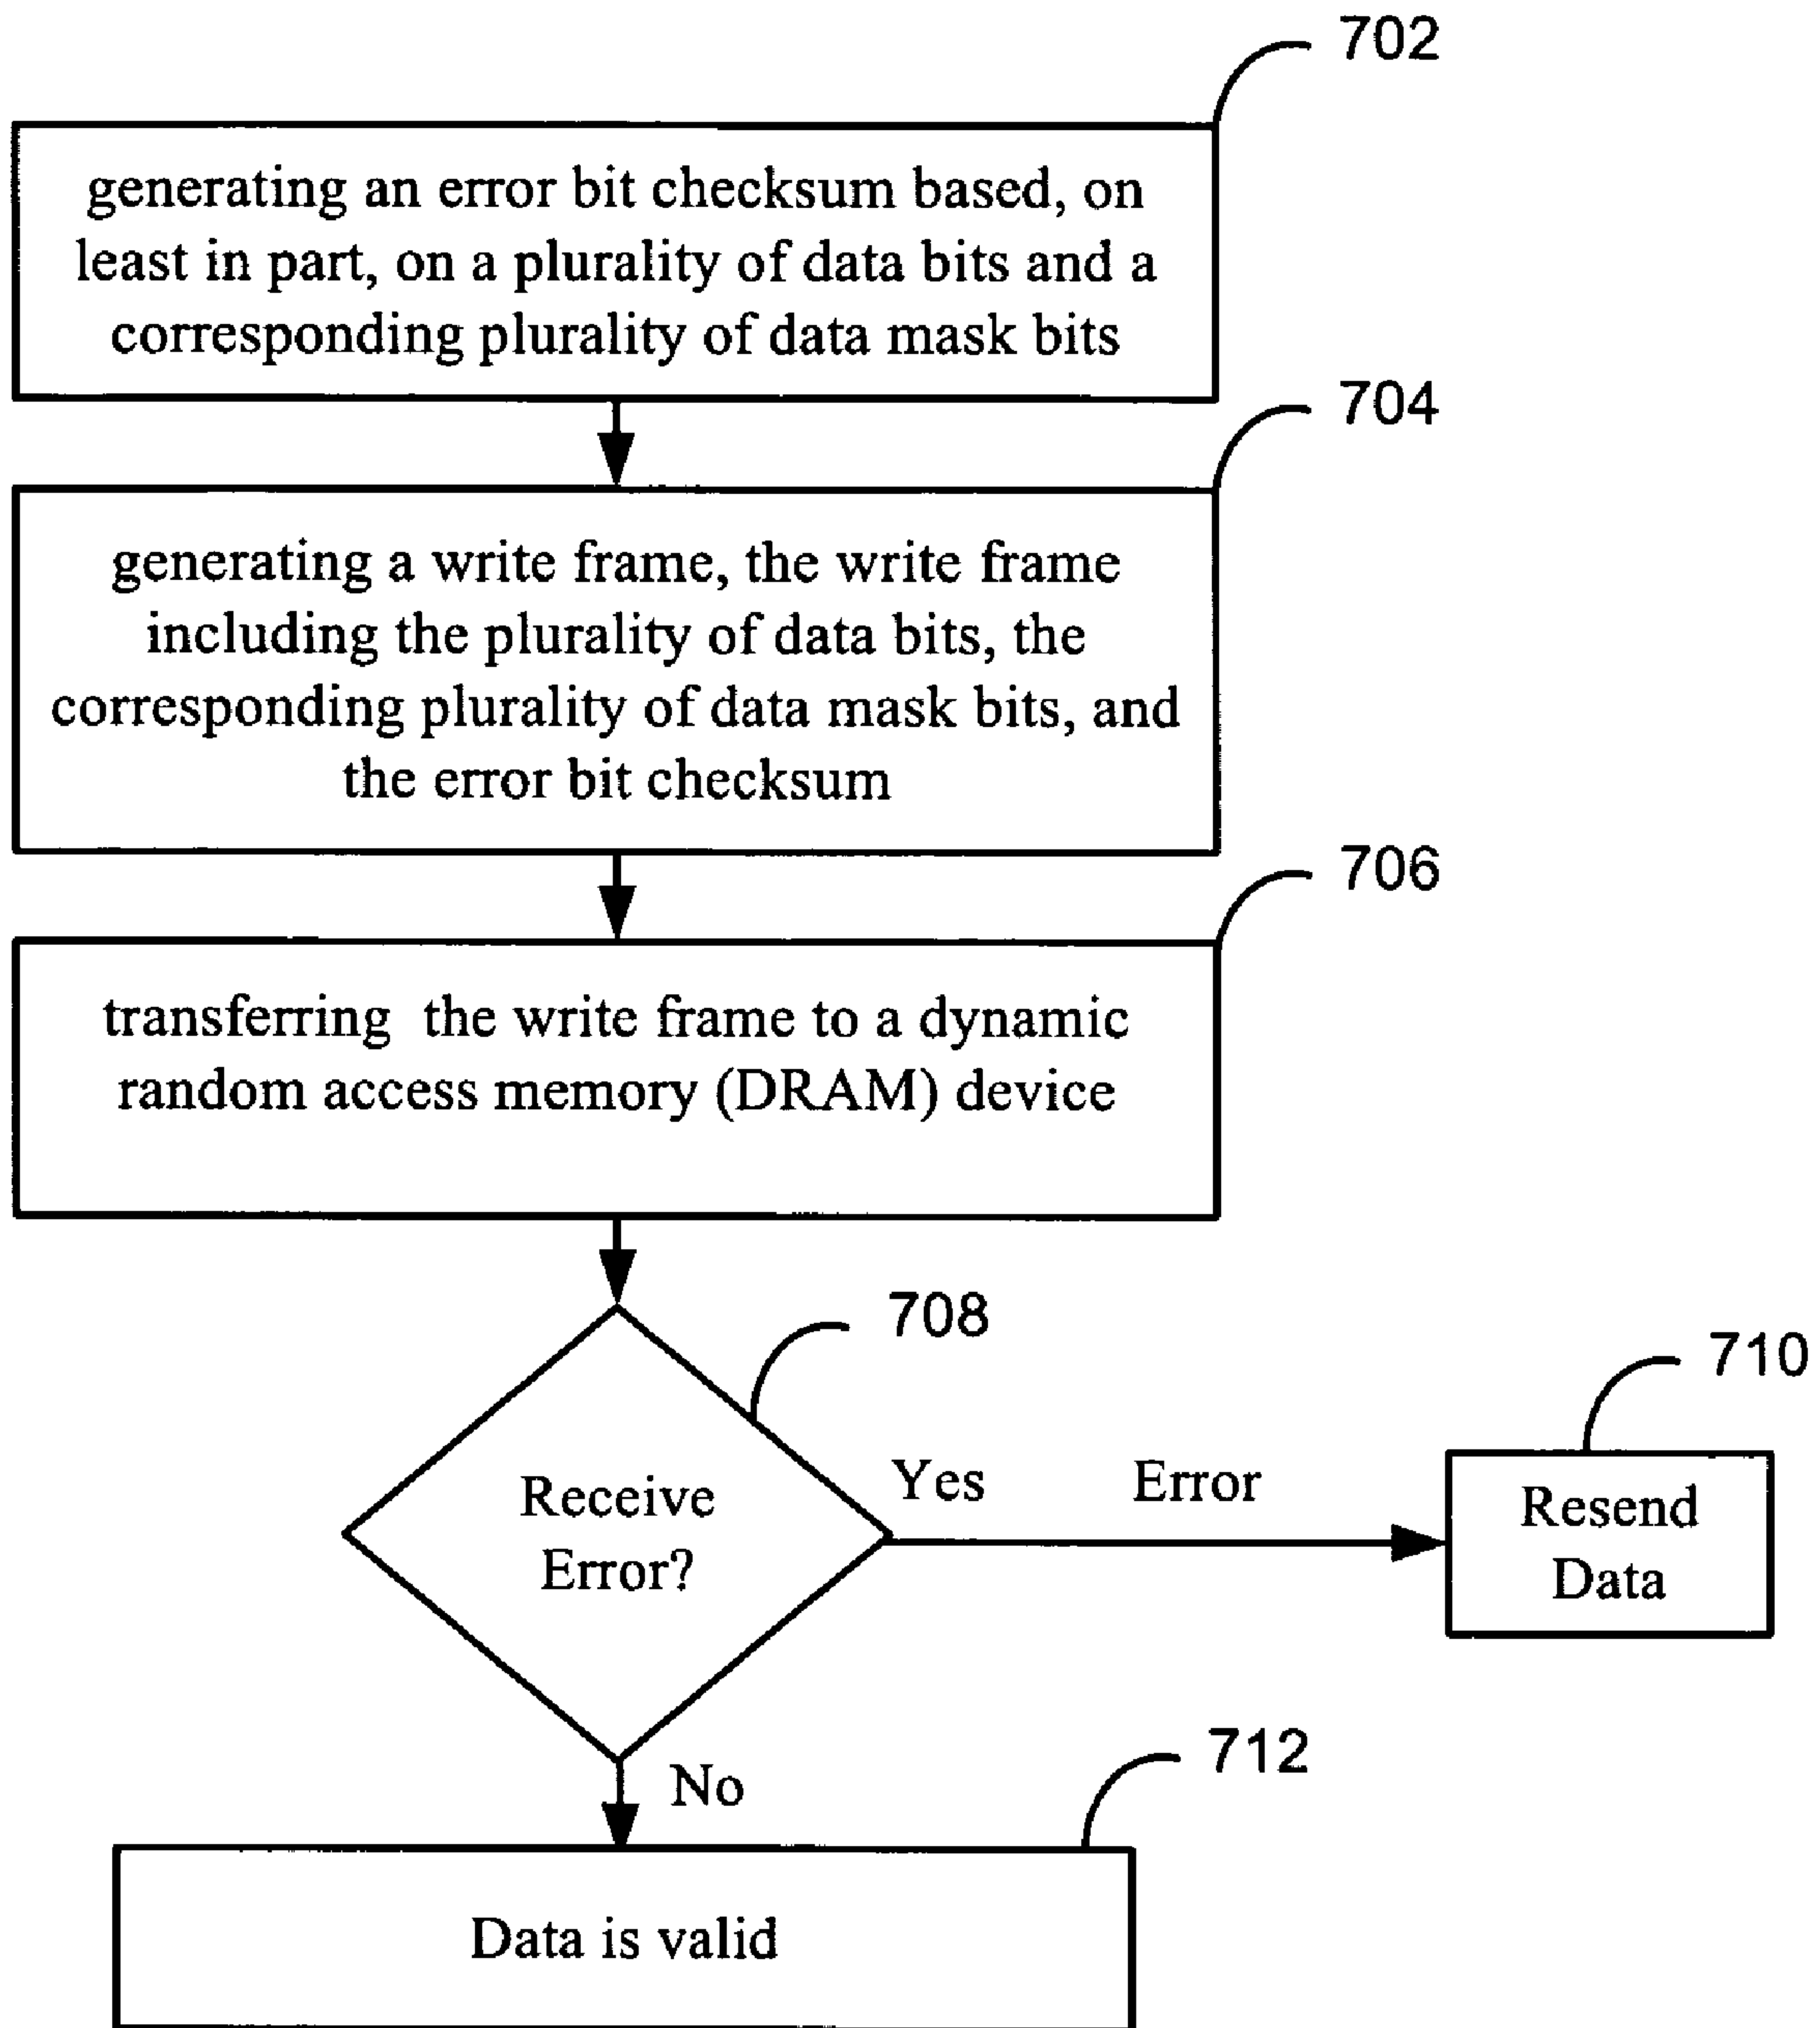 702
generating an error bit checksum based, on
least in part, on a plurality of data bits and a
corresponding plurality of data mask bits
704
generating a write frame, the write frame
including the plurality of data bits, the
corresponding plurality of data mask bits, and
the error bit checksum
706
transferring the write frame to a dynamic
random access memory (DRAM) device
708
Receive
Error?
Yes Error
710
Resend
Data
No
712
Data is valid